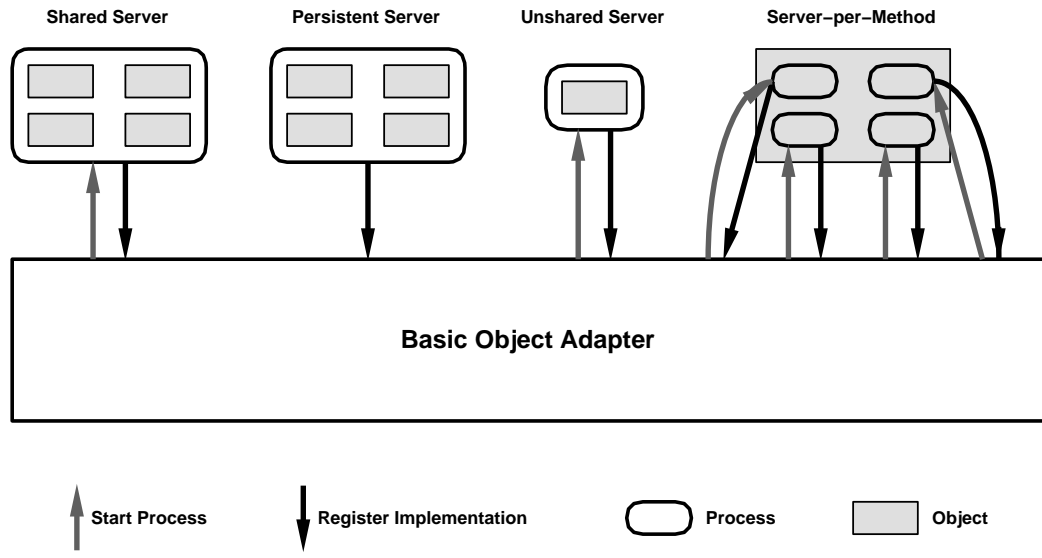 Shared Server
Persistent Server
Unshared Server
Server−per−Method
Basic Object Adapter
Start Process
Register Implementation
Process
Object